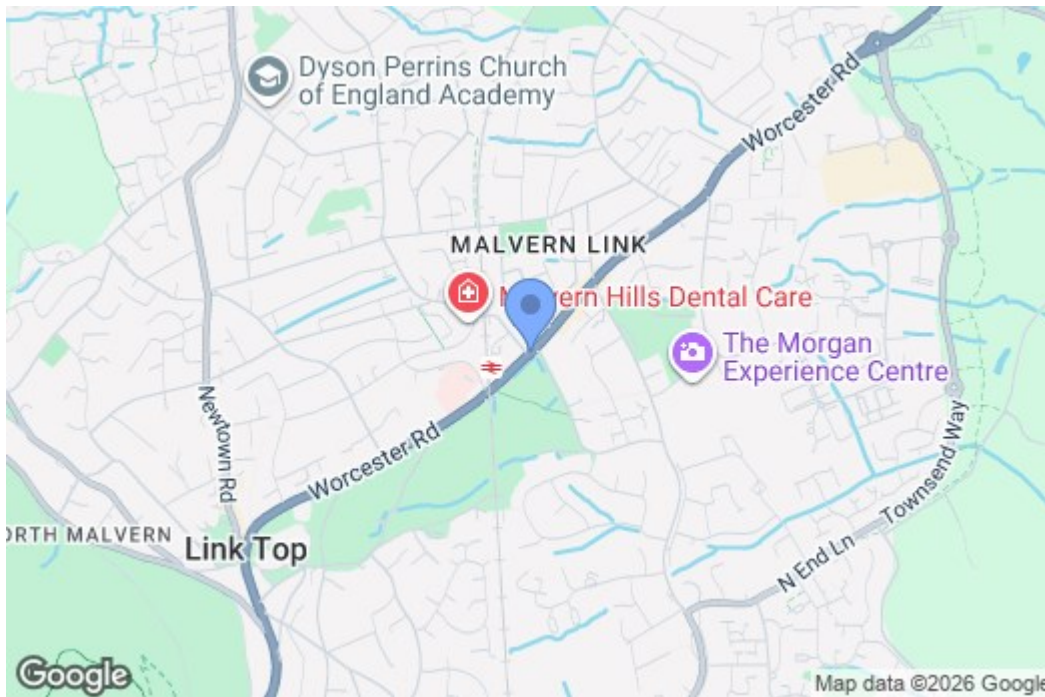 Dyson Perrins Church
of England Academy
Worcester Rd
MALVERN LINK
Malvern Hills Dental Care
The Morgan
Experience Centre
Newtown Rd
Worcester Rd
Townsend Way
ORTH MALVERN
Link Top
N End Ln
Google
Map data ©2026 Google